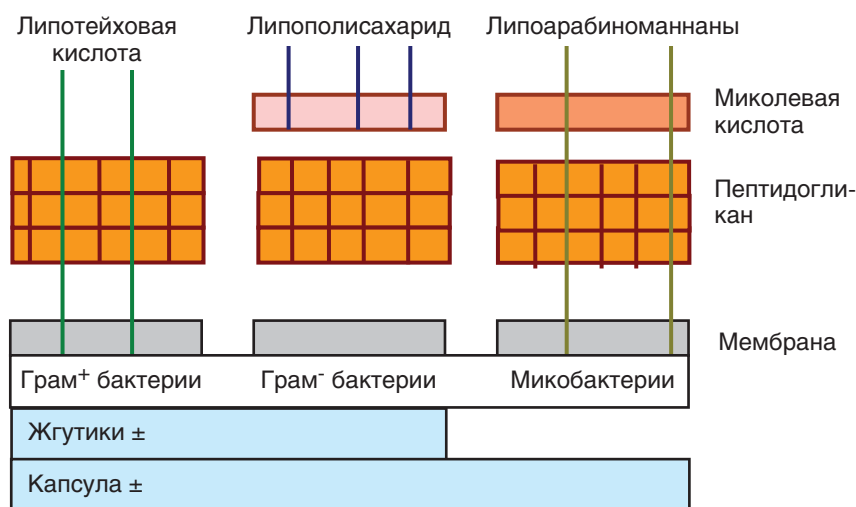 Липотейховая
кислота
Липополисахарид
Липоарабиноманнаны
Миколевая
кислота
Пептидогли-
кан
Мембрана
Грам+ бактерии
Грам- бактерии
Микобактерии
Жгутики ±
Капсула ±